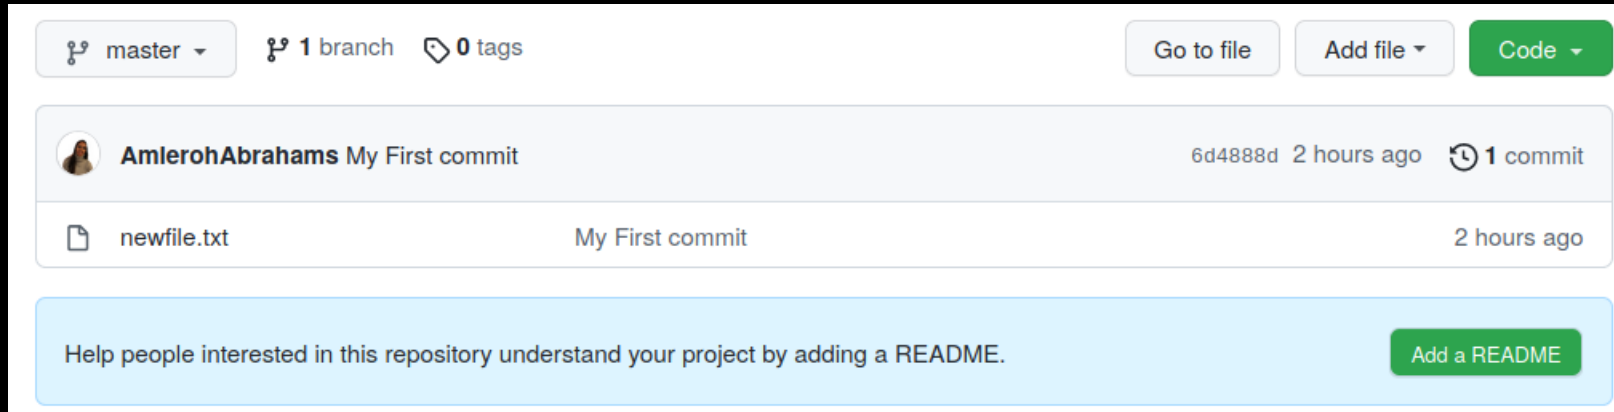 master 1 branch 0 tags Go to file Add file Code
AmlerohAbrahams My First commit 6d4888d 2 hours ago 1 commit
newfile.txt My First commit 2 hours ago
Help people interested in this repository understand your project by adding a README. Add a README